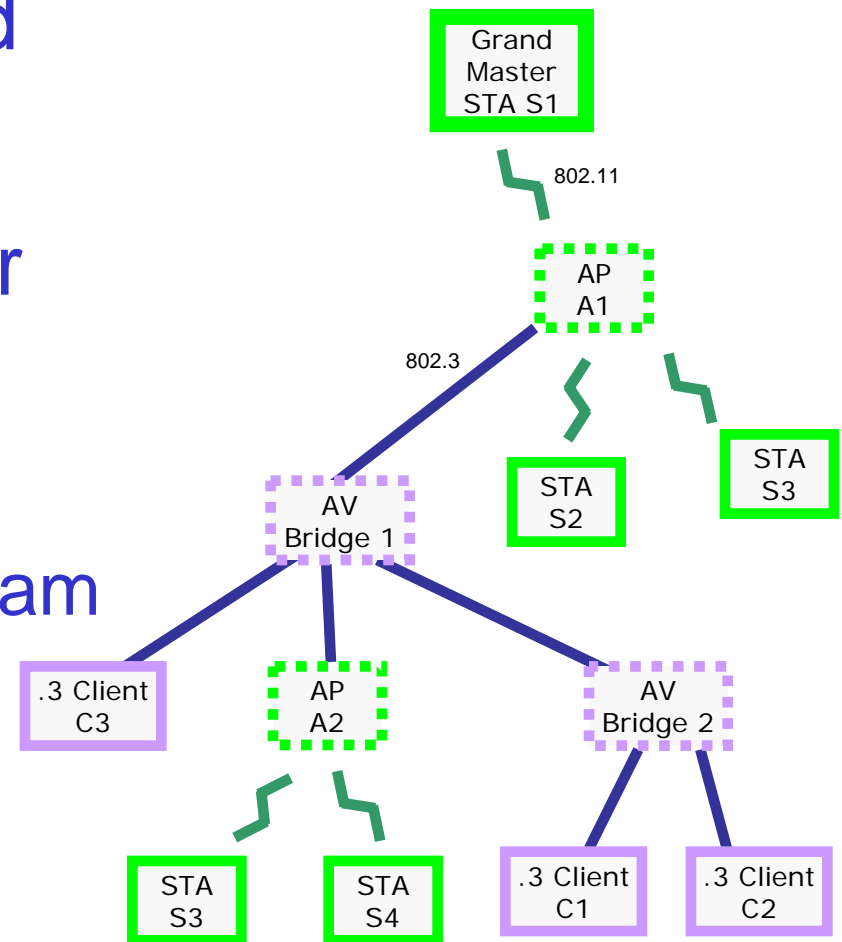 d
Grand
Master
STA S1
802.11
r
AP
A1
802.3
STA
S3
STA
S2
AV
Bridge 1
am
.3 Client
C3
AP
A2
AV
Bridge 2
STA
S3
STA
S4
.3 Client
C1
.3 Client
C2